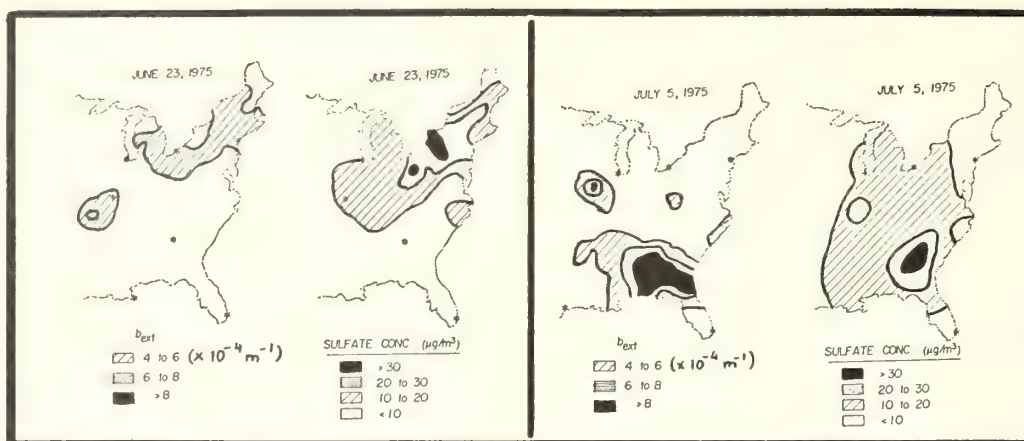 JUNE 23, 1975
JUNE 23, 1975
b ext
4 to 6 (x 10⁻⁴ m⁻¹)
6 to 8
>8
SULFATE CONC (µg/m³)
>30
20 to 30
10 to 20
<10
JULY 5, 1975
JULY 5, 1975
b ext
4 to 6 (x 10⁻⁴ m⁻¹)
6 to 8
>8
SULFATE CONC (µg/m³)
>30
20 to 30
10 to 20
<10